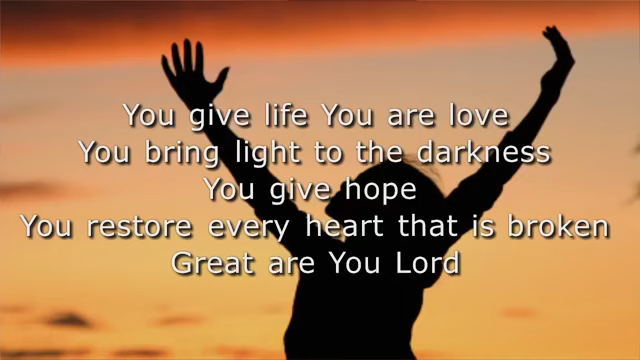 You give life You are love
You bring light to the darkness
You give hope
You restore every heart that is broken
Great are You Lord